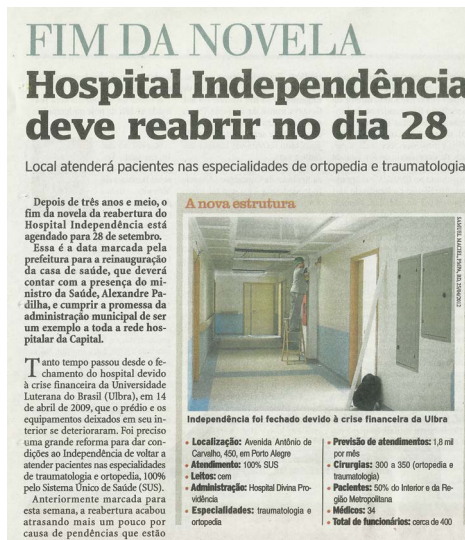 FIM DA NOVELA
Hospital Independência
deve reabrir no dia 28
Local atenderá pacientes nas especialidades de ortopedia e traumatologia
Depois de três anos e meio, o
fim da novela da reabertura do
Hospital Independência está
agendado para 28 de setembro.
Essa é a data marcada pela
prefeitura para a reinauguração
da casa de saúde, que deverá
contar com a presença do mi-
nistro da Saúde, Alexandre Pa-
dilha, e cumprir a promessa da
administração municipal de ser
um exemplo a toda a rede hos-
pitalar da Capital.
Tanto tempo passou desde o fe-
chamento do hospital devido
à crise financeira da Universidade
Luterana do Brasil (Ulbra), em 14
de abril de 2009, que o prédio e os
equipamentos deixados em seu in-
terior se deterioraram. Foi preciso
uma grande reforma para dar con-
dições ao Independência de voltar a
atender pacientes nas especialidades
de traumatologia e ortopedia, 100%
pelo Sistema Único de Saúde (SUS).
Anteriormente marcada para
esta semana, a reabertura acabou
atrasando mais um pouco por
causa de pendências que estão
A nova estrutura
SAMUEL MACIEL, PMPA, BD, 25/06/2012
Independência foi fechado devido à crise financeira da Ulbra
• Localização: Avenida Antônio de
Carvalho, 450, em Porto Alegre
• Atendimento: 100% SUS
• Leitos: cem
• Administração: Hospital Divina Pro-
vidência
• Especialidades: traumatologia e
ortopedia
• Previsão de atendimentos: 1,8 mil
por mês
• Cirurgias: 300 a 350 (ortopedia e
traumatologia)
• Pacientes: 50% do Interior e da Re-
gião Metropolitana
• Médicos: 34
• Total de funcionários: cerca de 400